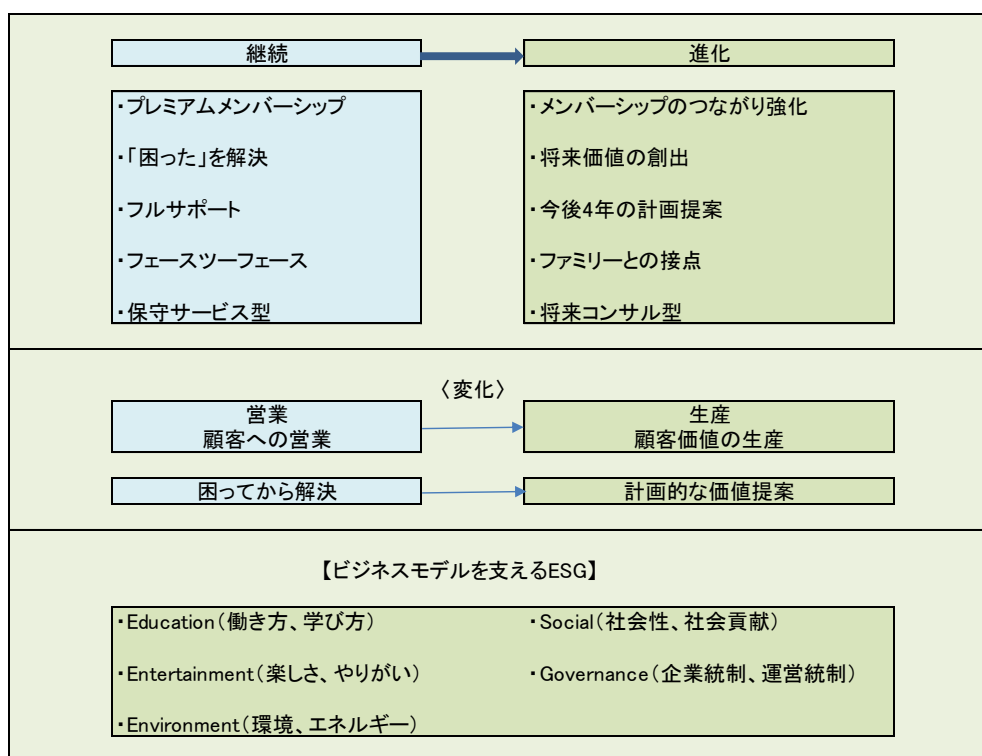 継続
進化
・プレミアムメンバーシップ
・「困った」を解決
・フルサポート
・フェースツーフェース
・保守サービス型
・メンバーシップのつながり強化
・将来価値の創出
・今後4年の計画提案
・ファミリーとの接点
・将来コンサル型
〈変化〉
営業
顧客への営業
生産
顧客価値の生産
困ってから解決
計画的な価値提案
【ビジネスモデルを支えるESG】
・Education(働き方、学び方)
・Entertainment(楽しさ、やりがい)
・Environment(環境、エネルギー)
・Social(社会性、社会貢献)
・Governance(企業統制、運営統制)